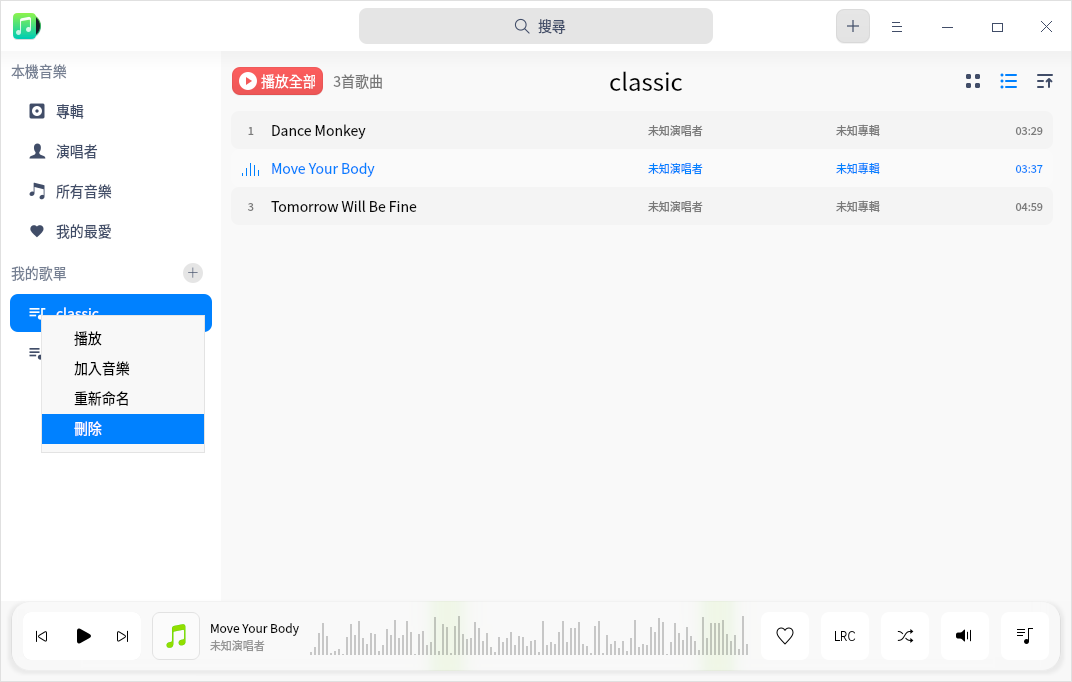 搜尋
本機音樂
專輯
演唱者
所有音樂
我的最愛
我的歌單
classic
播放
加入音樂
重新命名
刪除
播放全部 3首歌曲 classic
1 Dance Monkey 未知演唱者 未知專輯 03:29
Move Your Body 未知演唱者 未知專輯 03:37
3 Tomorrow Will Be Fine 未知演唱者 未知專輯 04:59
Move Your Body
未知演唱者
LRC